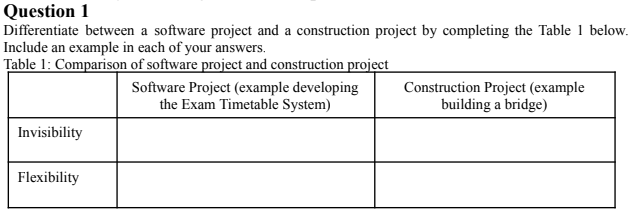 Question 1
Differentiate between a software project and a construction project by completing the Table 1 below.
Include an example in each of your answers.
Table 1: Comparison of software project and construction project
Software Project (example developing
the Exam Timetable System)
Construction Project (example
building a bridge)
Invisibility
Flexibility